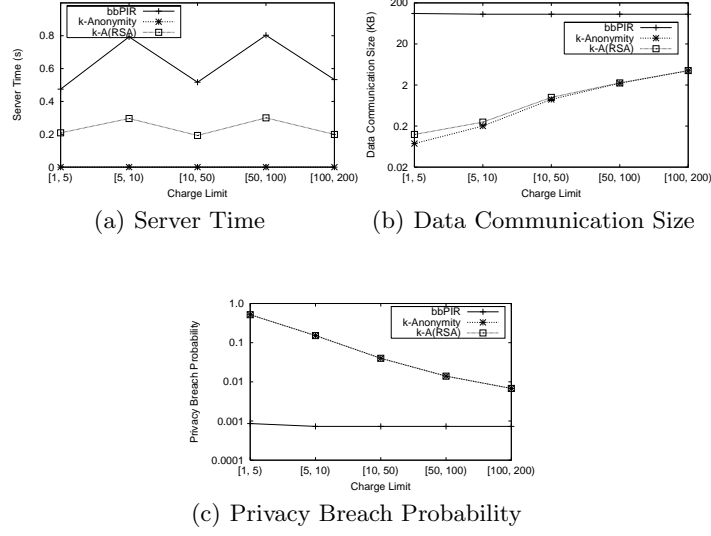 bbPIR
k-Anonymity
k-A(RSA)
Server Time (s)
0.8
0.6
0.4
0.2
0
[1, 5) [5, 10) [10, 50) [50, 100) [100, 200)
Charge Limit
(a) Server Time
bbPIR
k-Anonymity
k-A(RSA)
Data Communication Size (KB)
200
20
2
0.2
0.02
[1, 5) [5, 10) [10, 50) [50, 100) [100, 200)
Charge Limit
(b) Data Communication Size
bbPIR
k-Anonymity
k-A(RSA)
Privacy Breach Probability
1.0
0.1
0.01
0.001
0.0001
[1, 5) [5, 10) [10, 50) [50, 100) [100, 200)
Charge Limit
(c) Privacy Breach Probability